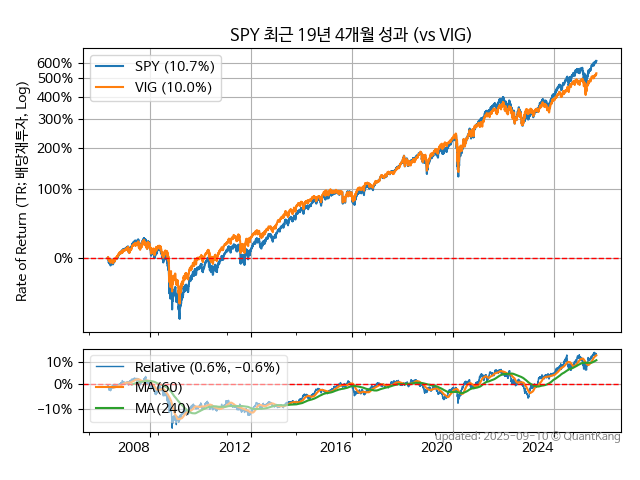 SPY 최근 19년 4개월 성과 (vs VIG)
Rate of Return (TR: 배당재투자, Log)
600%
500%
400%
300%
200%
100%
0%
SPY (10.7%)
VIG (10.0%)
10%
0%
−10%
Relative (0.6%, −0.6%)
MA(60)
MA(240)
2008
2012
2016
2020
2024
updated: 2025-09-10 © QuantKang